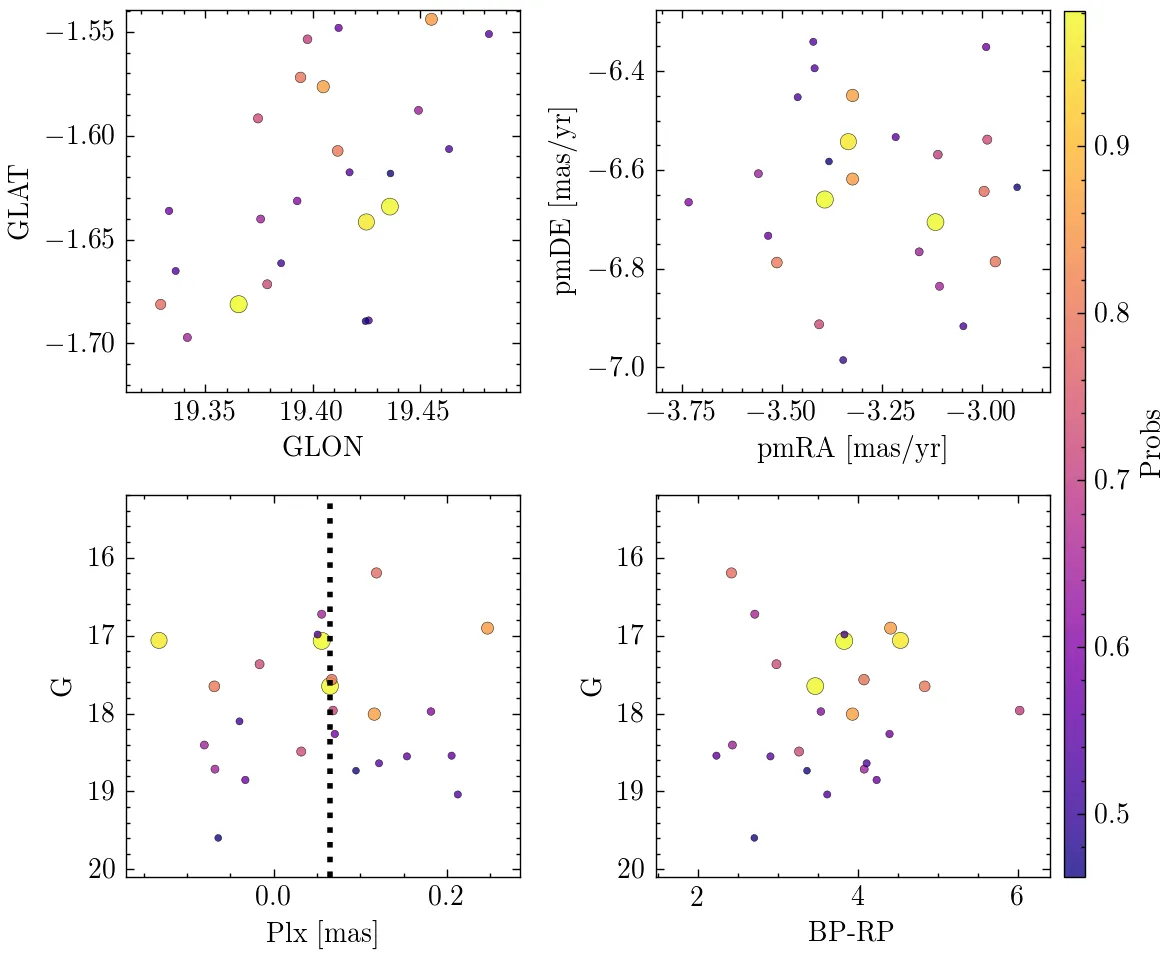 −1.55
−1.60
−1.65
−1.70
GLAT
19.35 19.40 19.45
GLON
−6.4
−6.6
−6.8
−7.0
pmDE [mas/yr]
−3.75 −3.50 −3.25 −3.00
pmRA [mas/yr]
16
17
18
19
20
G
0.0 0.2
Plx [mas]
16
17
18
19
20
G
2 4 6
BP-RP
0.9
0.8
0.7
0.6
0.5
Probs